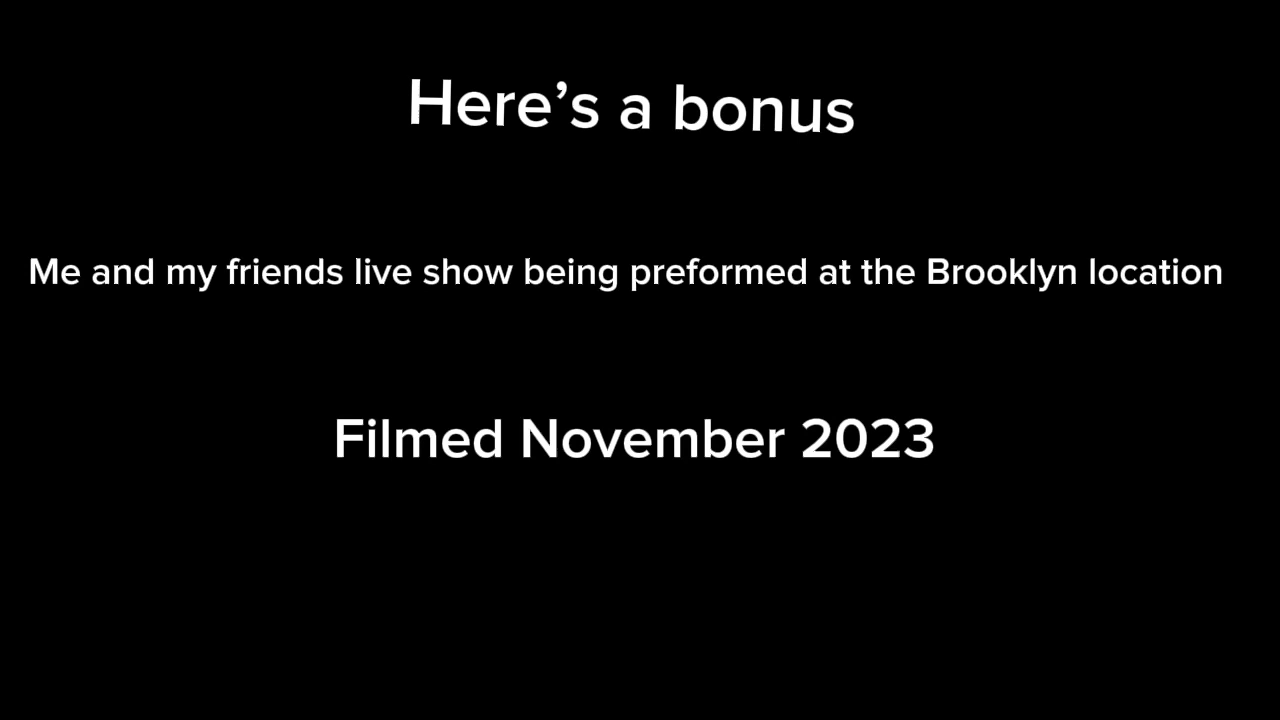 Here’s a bonus
Me and my friends live show being preformed at the Brooklyn location
Filmed November 2023